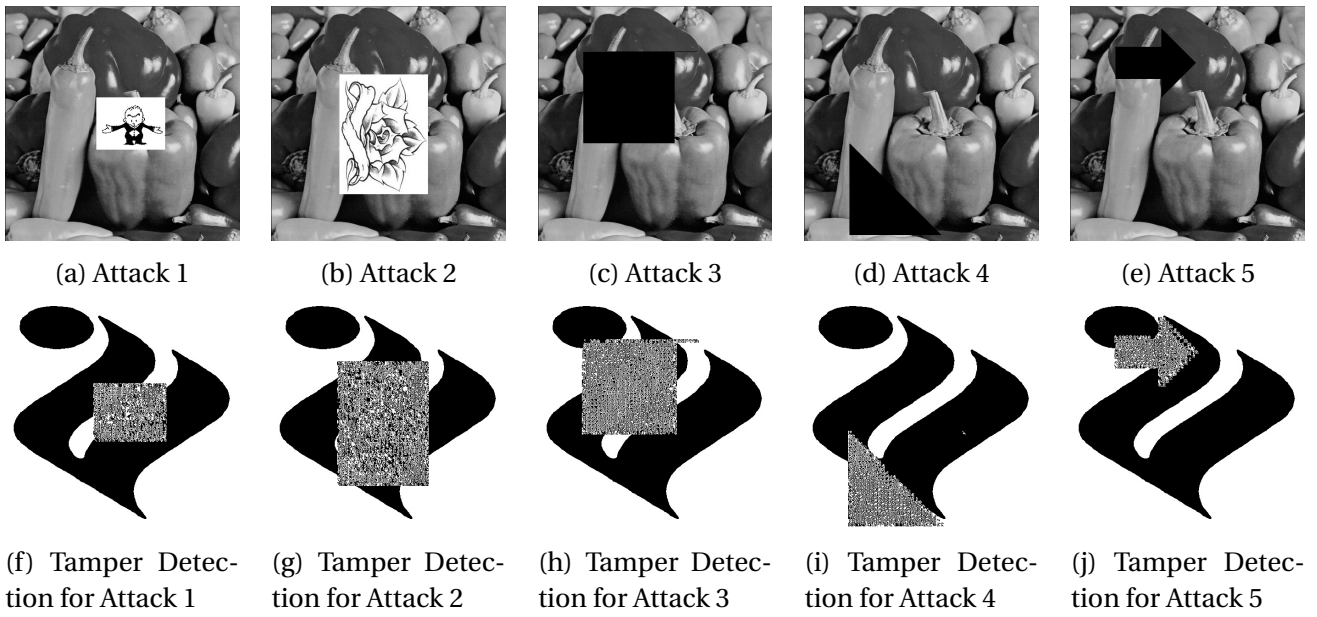 (a) Attack 1
(b) Attack 2
(c) Attack 3
(d) Attack 4
(e) Attack 5
(f) Tamper Detec-
tion for Attack 1
(g) Tamper Detec-
tion for Attack 2
(h) Tamper Detec-
tion for Attack 3
(i) Tamper Detec-
tion for Attack 4
(j) Tamper Detec-
tion for Attack 5